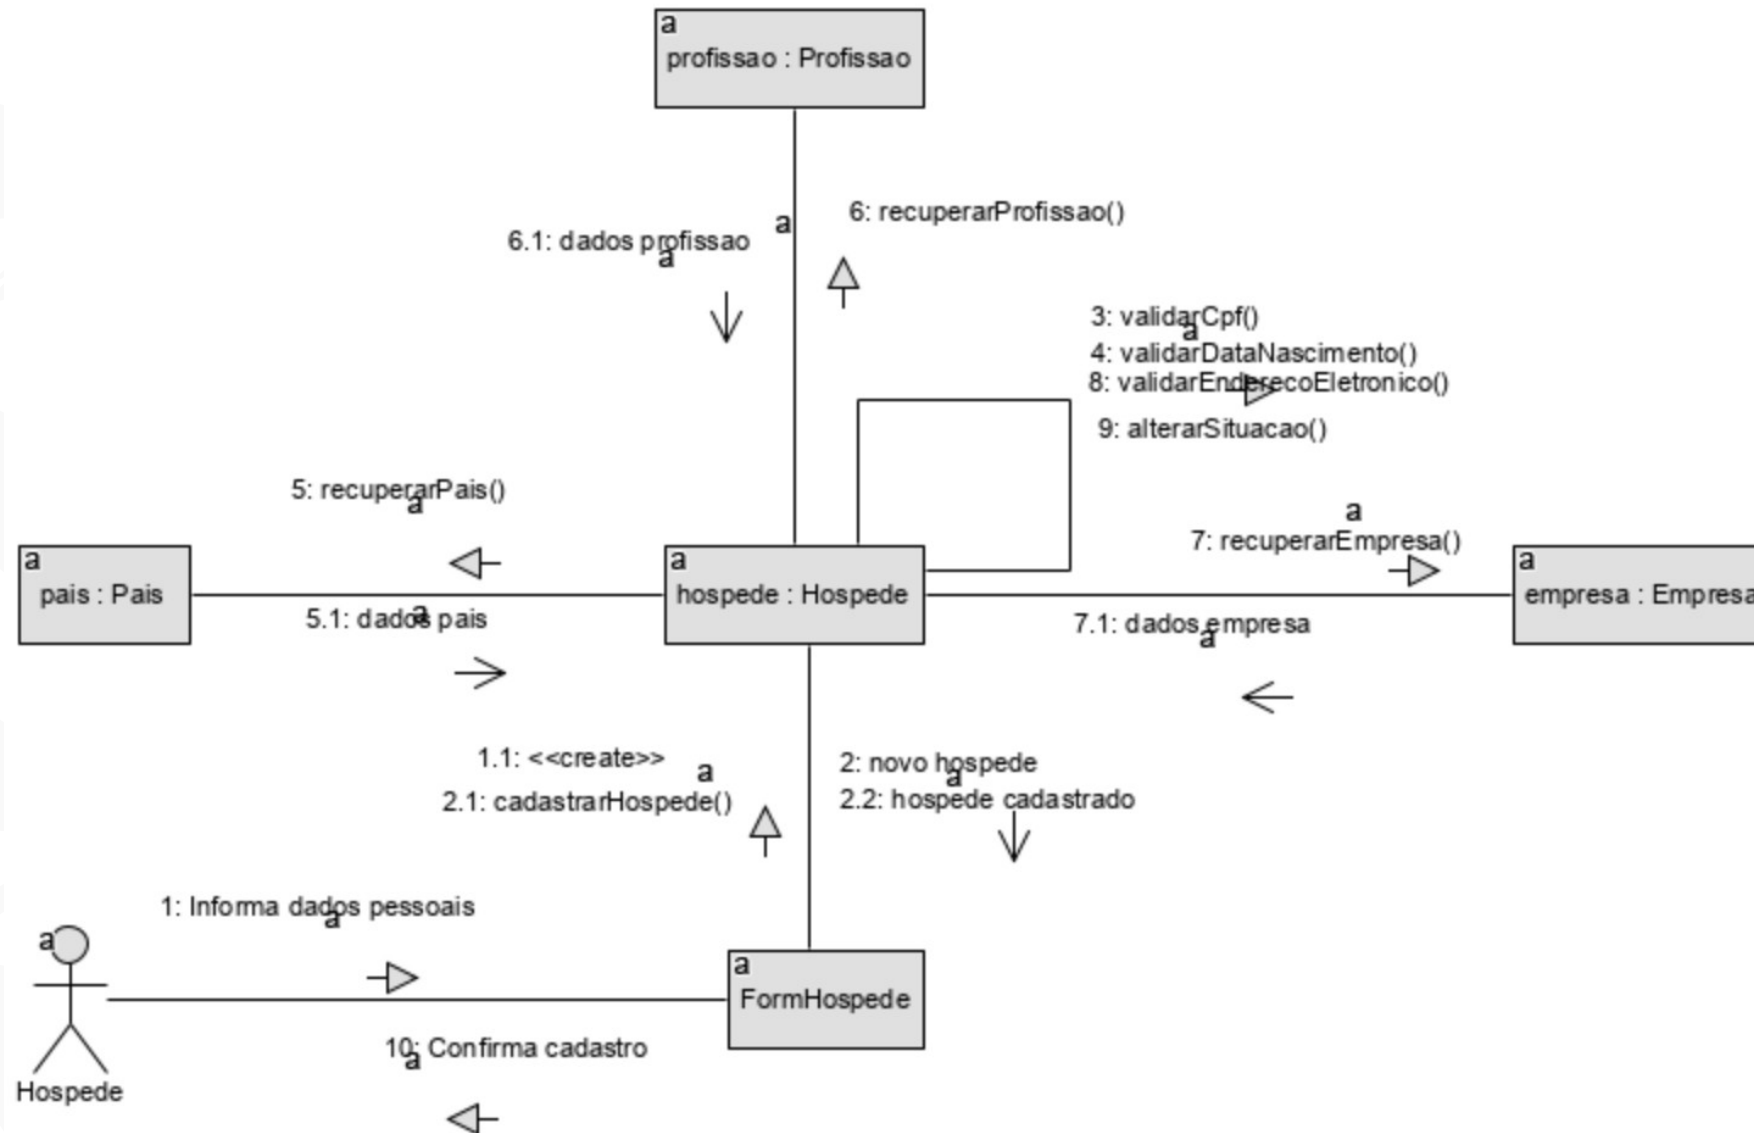 a
profissao : Profissao
6: recuperarProfissao()
a
6.1: dados profissao
a
3: validarCpf()
a
4: validarDataNascimento()
8: validarEnderecoEletronico()
9: alterarSituacao()
5: recuperarPais()
a
a
7: recuperarEmpresa()
a
pais : Pais
a
hospede : Hospede
a
empresa : Empresa
5.1: dados pais
a
7.1: dados empresa
a
1.1: <<create>>
a
2.1: cadastrarHospede()
2: novo hospede
a
2.2: hospede cadastrado
1: Informa dados pessoais
a
a
Hospede
a
FormHospede
10: Confirma cadastro
a